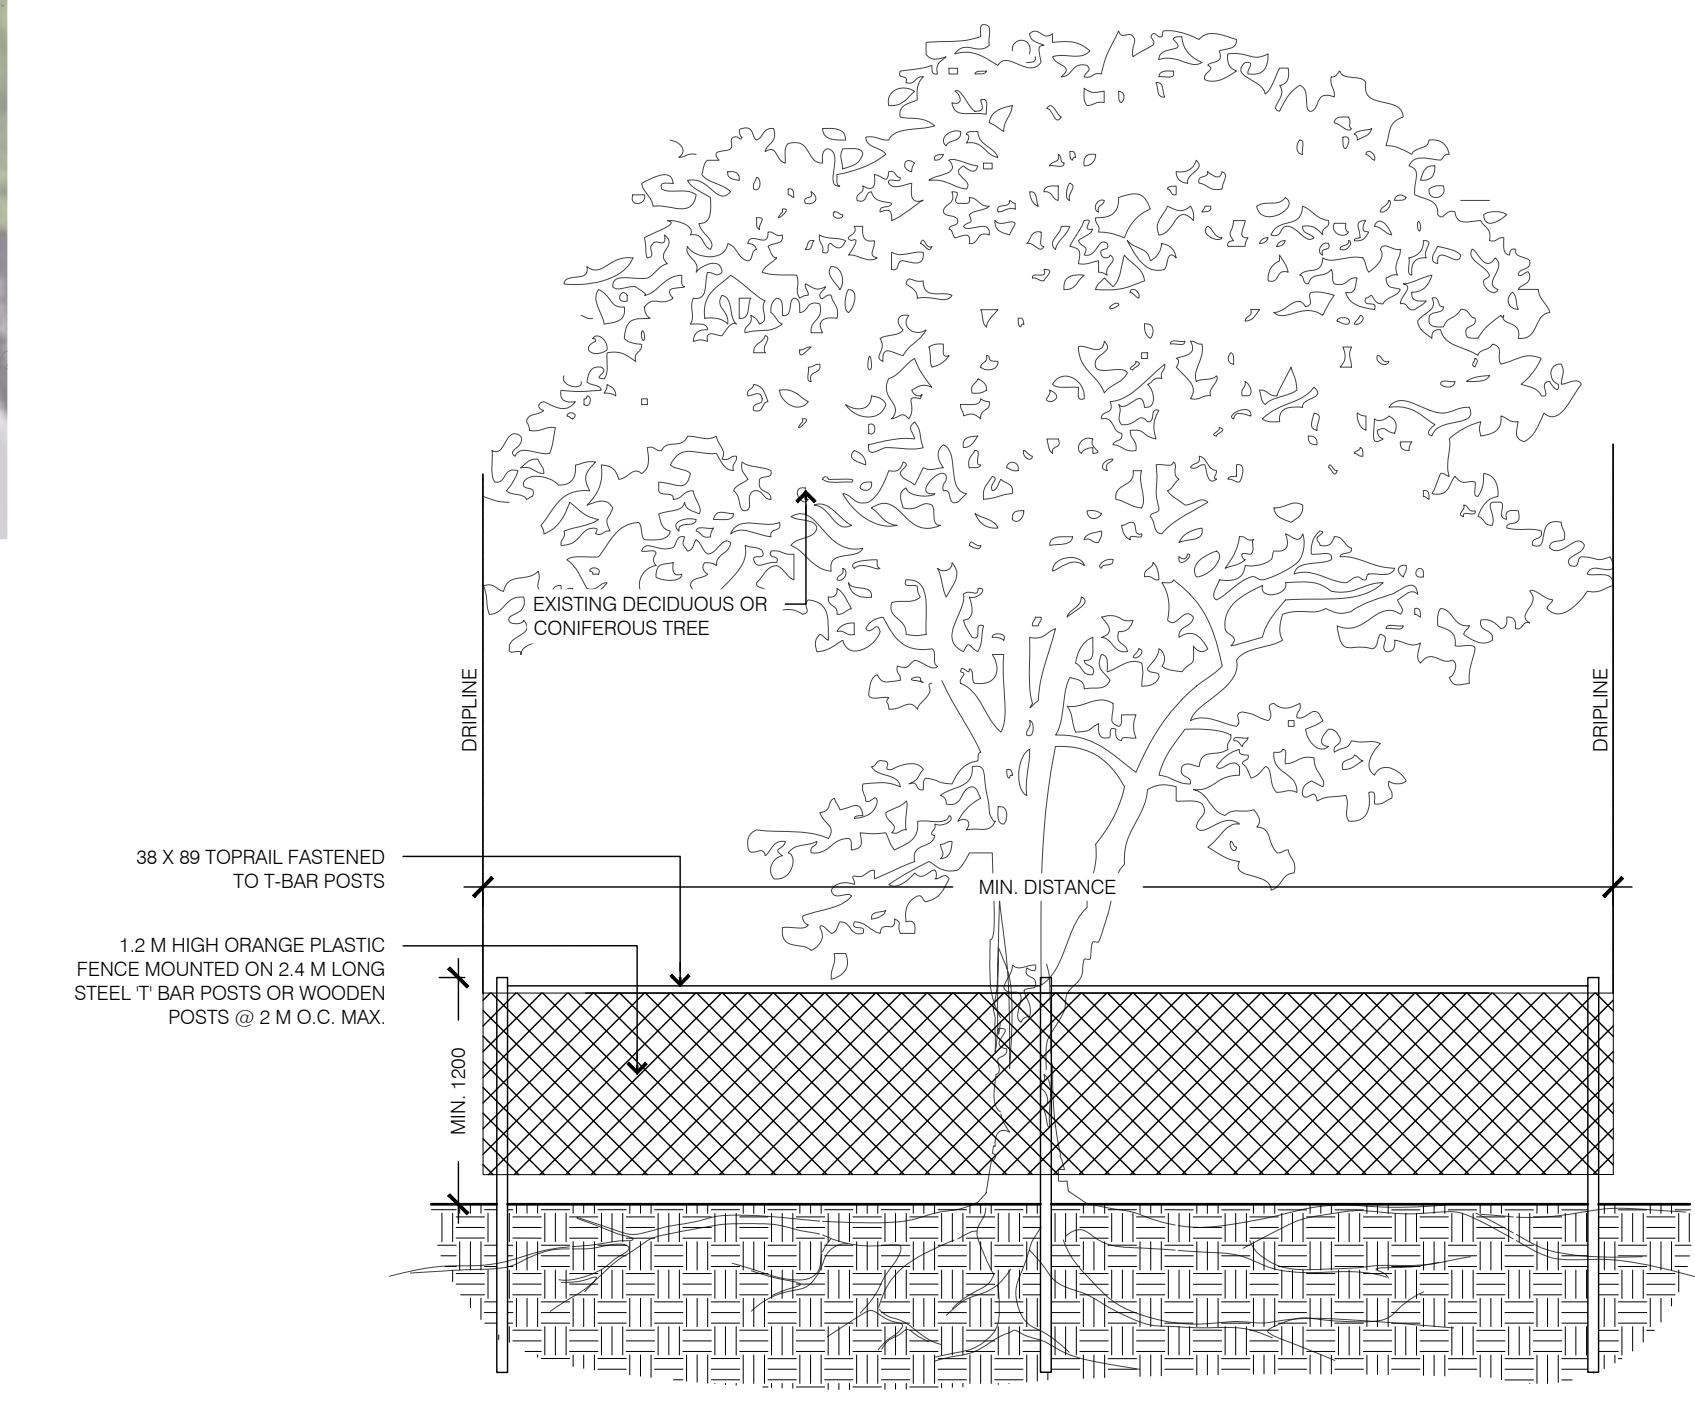 EXISTING DECIDUOUS OR
CONIFEROUS TREE
DRIPLINE
DRIPLINE
38 X 89 TOPRAIL FASTENED
TO T-BAR POSTS
MIN. DISTANCE
1.2 M HIGH ORANGE PLASTIC
FENCE MOUNTED ON 2.4 M LONG
STEEL 'T' BAR POSTS OR WOODEN
POSTS @ 2 M O.C. MAX.
MIN. 1200